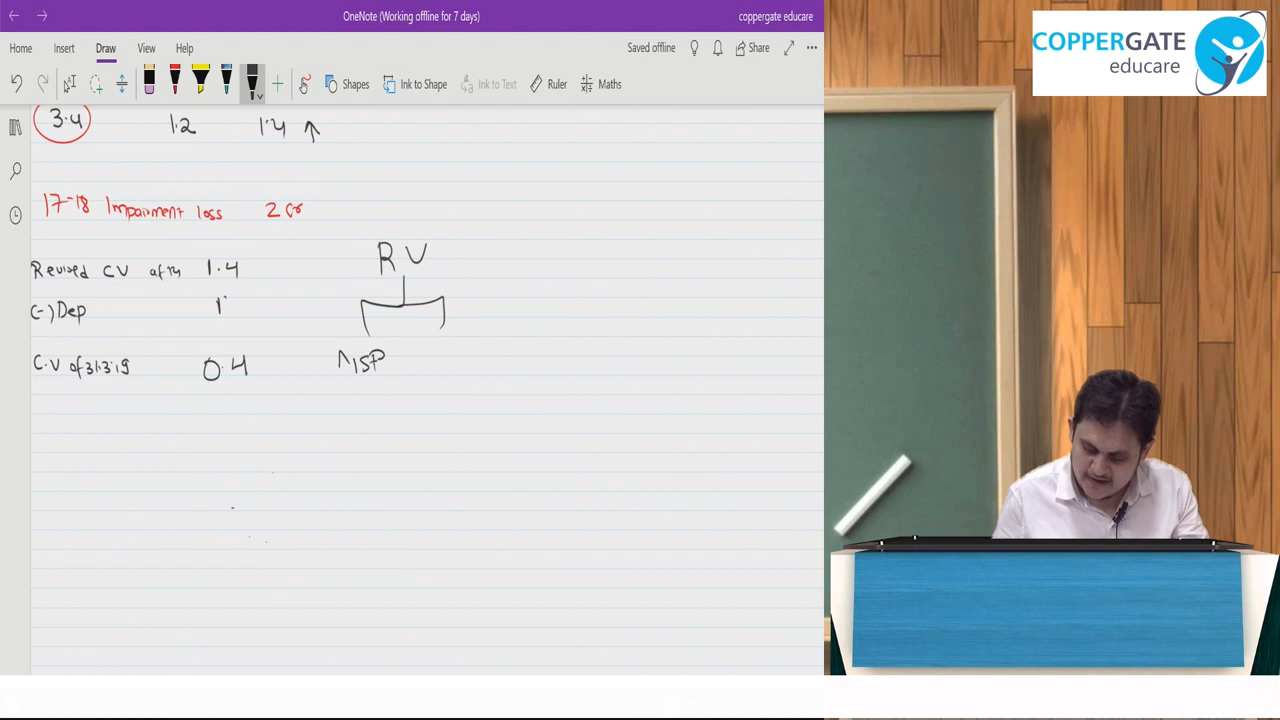 OneNote (Working offline for 7 days)
coppergate educare
Home Insert Draw View Help
Saved offline
Share
Shapes
Ink to Shape
Ink to Text
Ruler
Maths
COPPERGATE
educare
3.4 1.2 1.4 ↑
17-18 Impairment loss 2 cr
Revised CV 1.4
(-) Dep 1
C.V of 31.3.19 0.4
RV
NSP